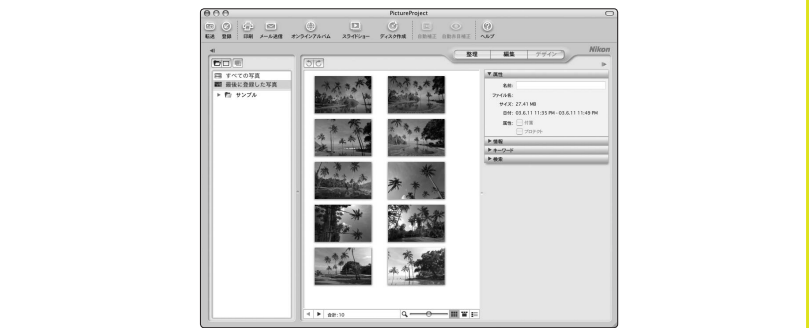 PictureProject
転送 登録 印刷 メール送信 オンラインアルバム スライドショー ディスク作成 自動補正 自動赤目補正 ヘルプ
整理 編集 デザイン
Nikon
すべての写真
最後に登録した写真
サンプル
属性
名前:
ファイル名:
サイズ: 27.41 MB
日付: 03.6.11 11:35 PM - 03.6.11 11:49 PM
属性: 付箋
プロテクト
情報
キーワード
検索
合計:10